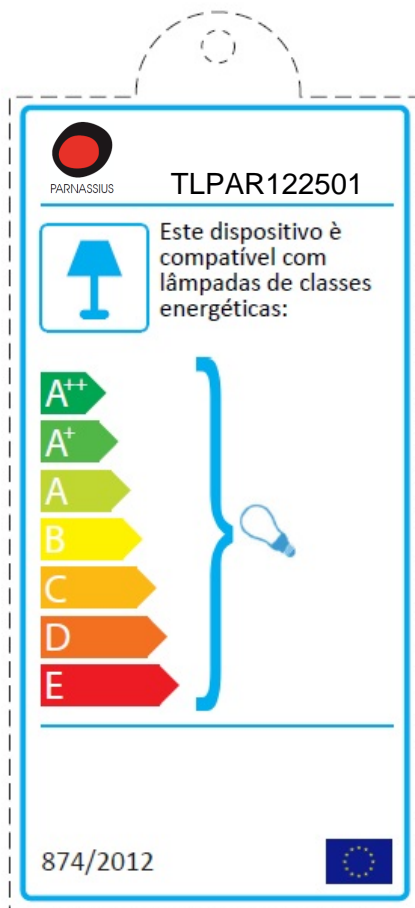 PARNASSIUS
TLPAR122501
Este dispositivo è
compatível com
lâmpadas de classes
energéticas:
A++
A+
A
B
C
D
E
874/2012